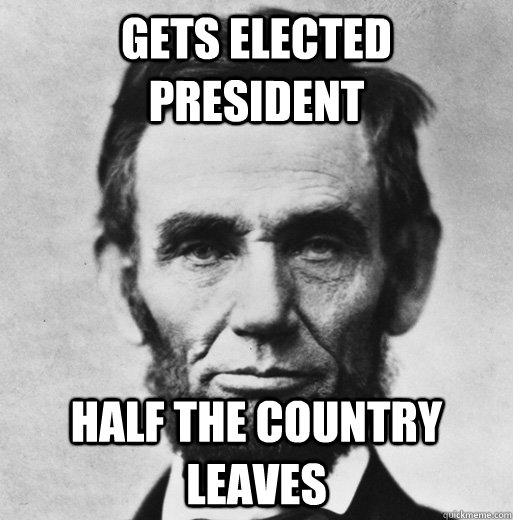 GETS ELECTED
PRESIDENT
HALF THE COUNTRY
LEAVES
quickmeme.com